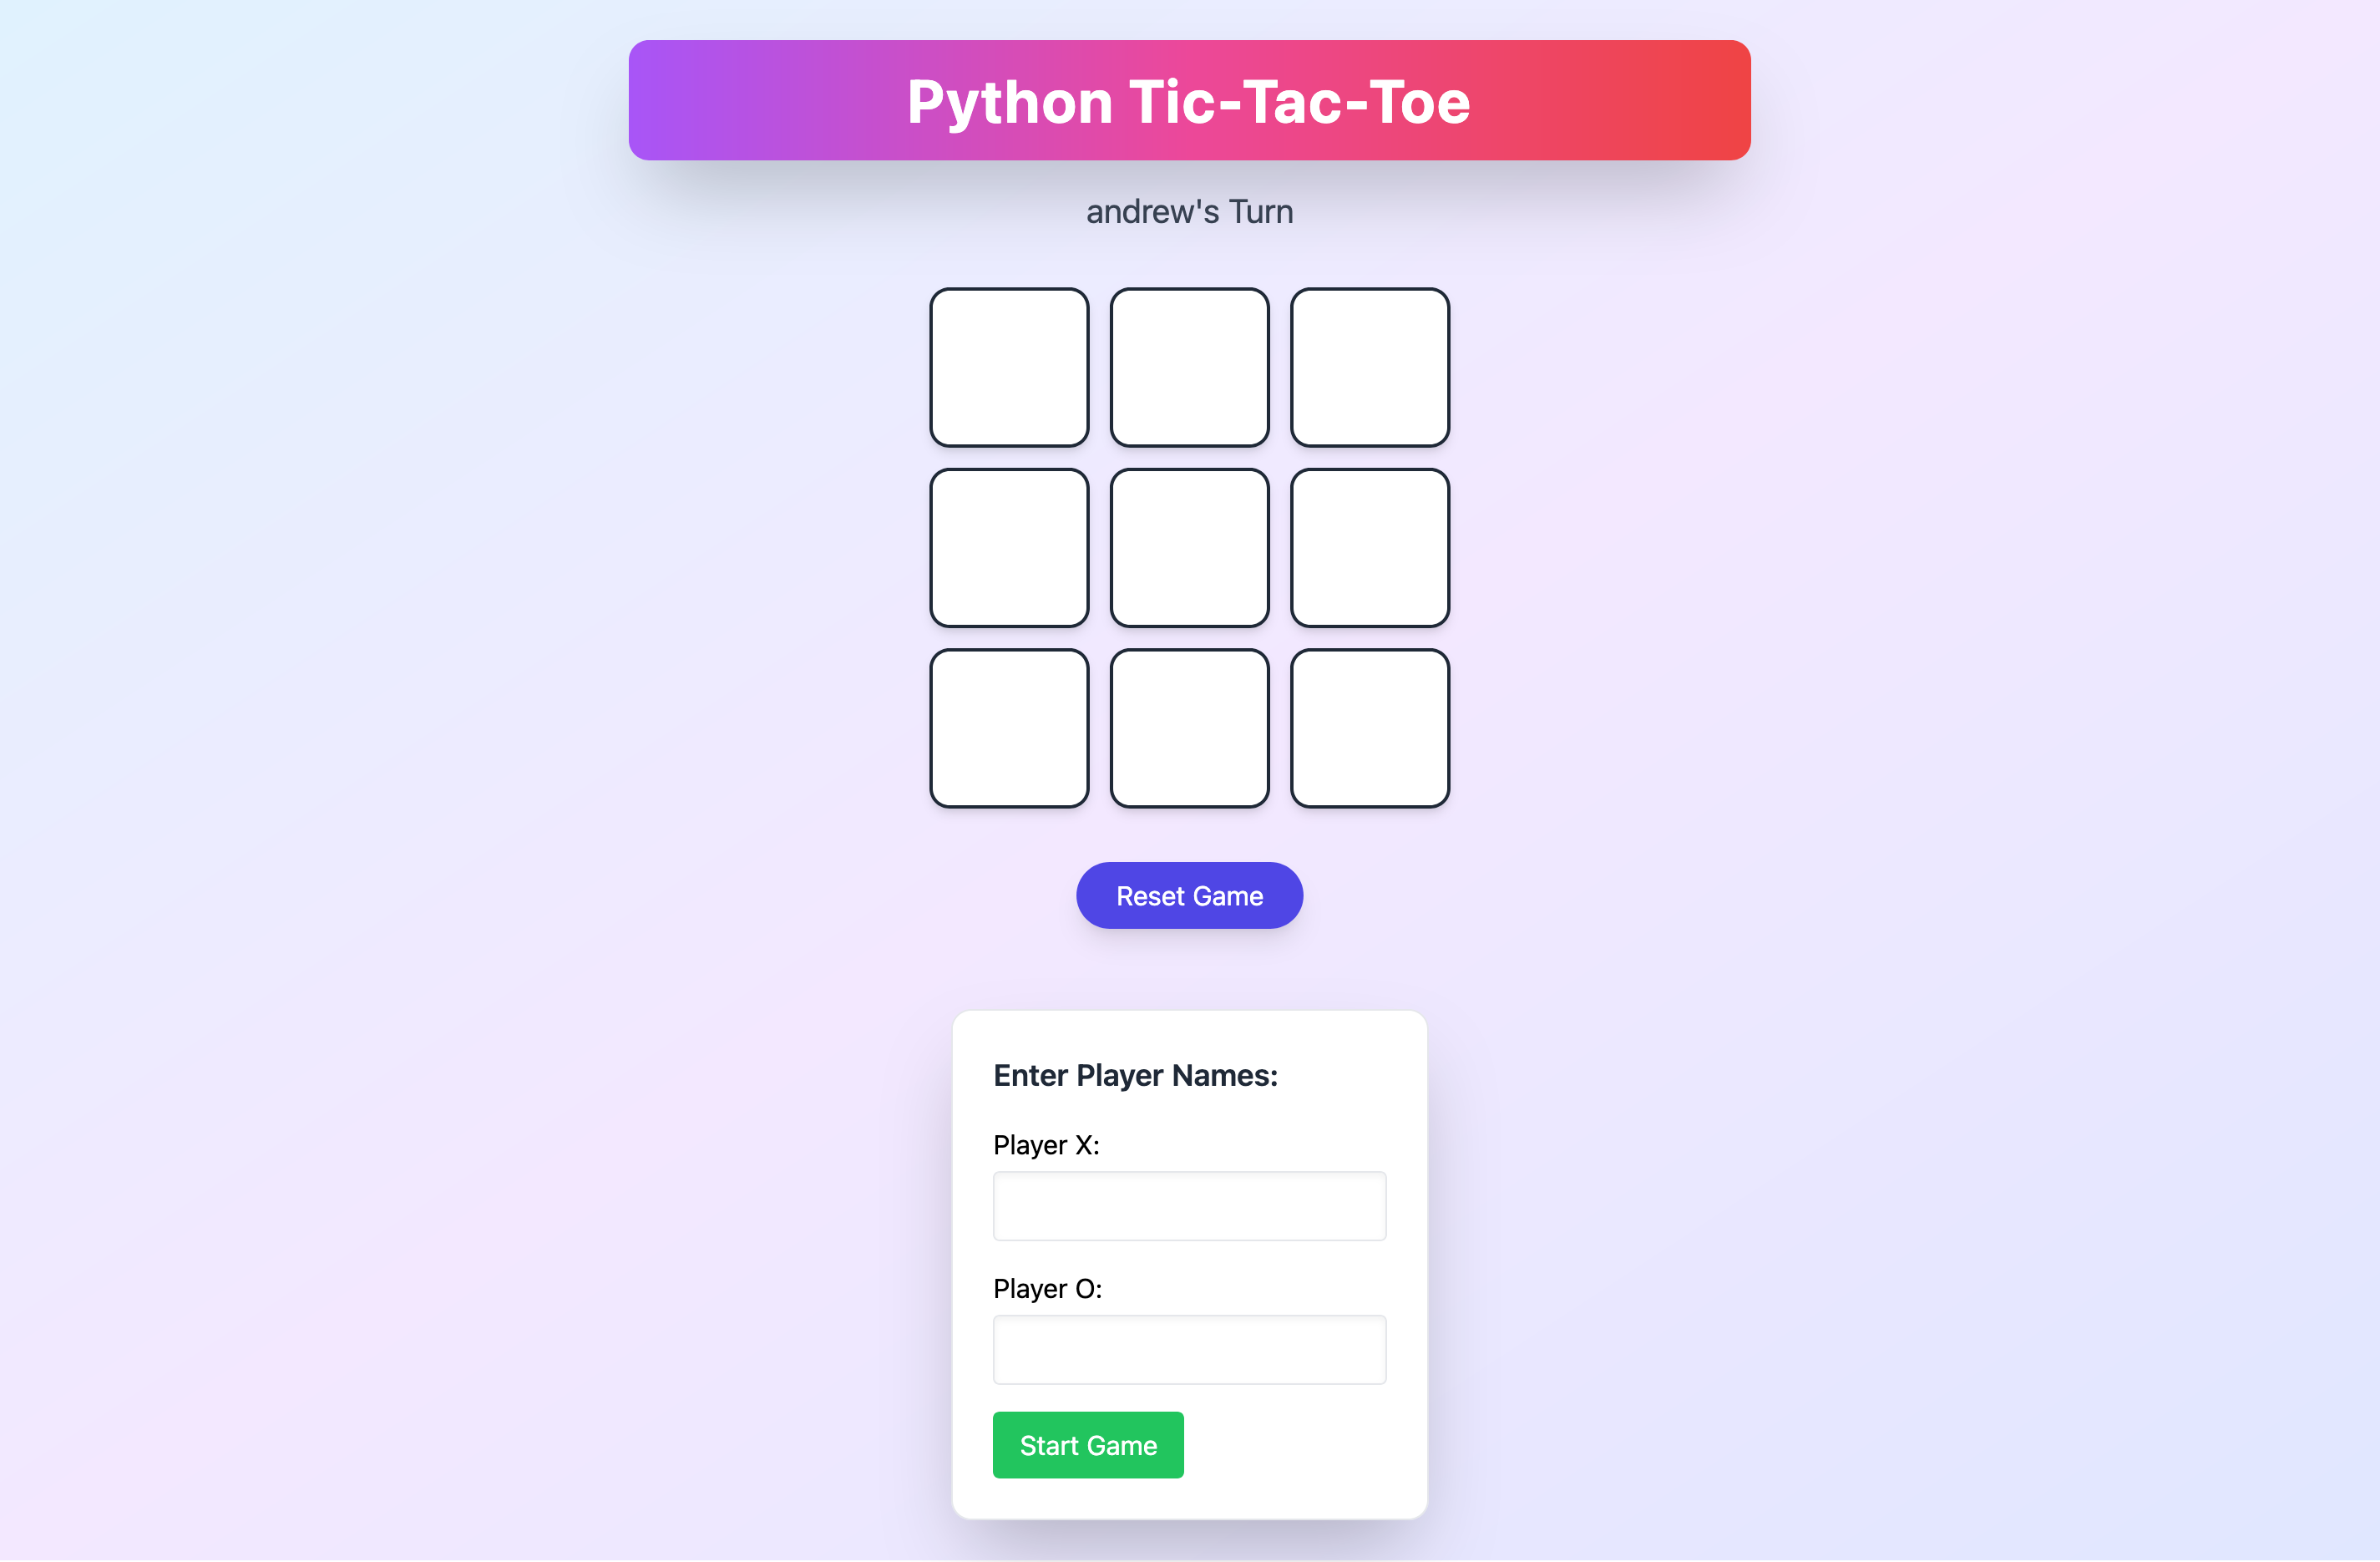 Python Tic-Tac-Toe
andrew's Turn
Reset Game
Enter Player Names:
Player X:
Player O:
Start Game